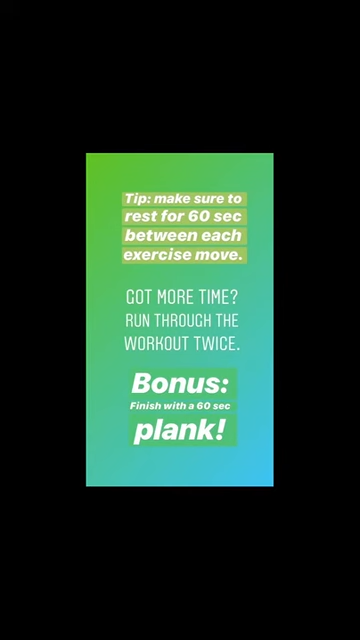 Tip: make sure to
rest for 60 sec
between each
exercise move.
GOT MORE TIME?
RUN THROUGH THE
WORKOUT TWICE.
Bonus:
Finish with a 60 sec
plank!